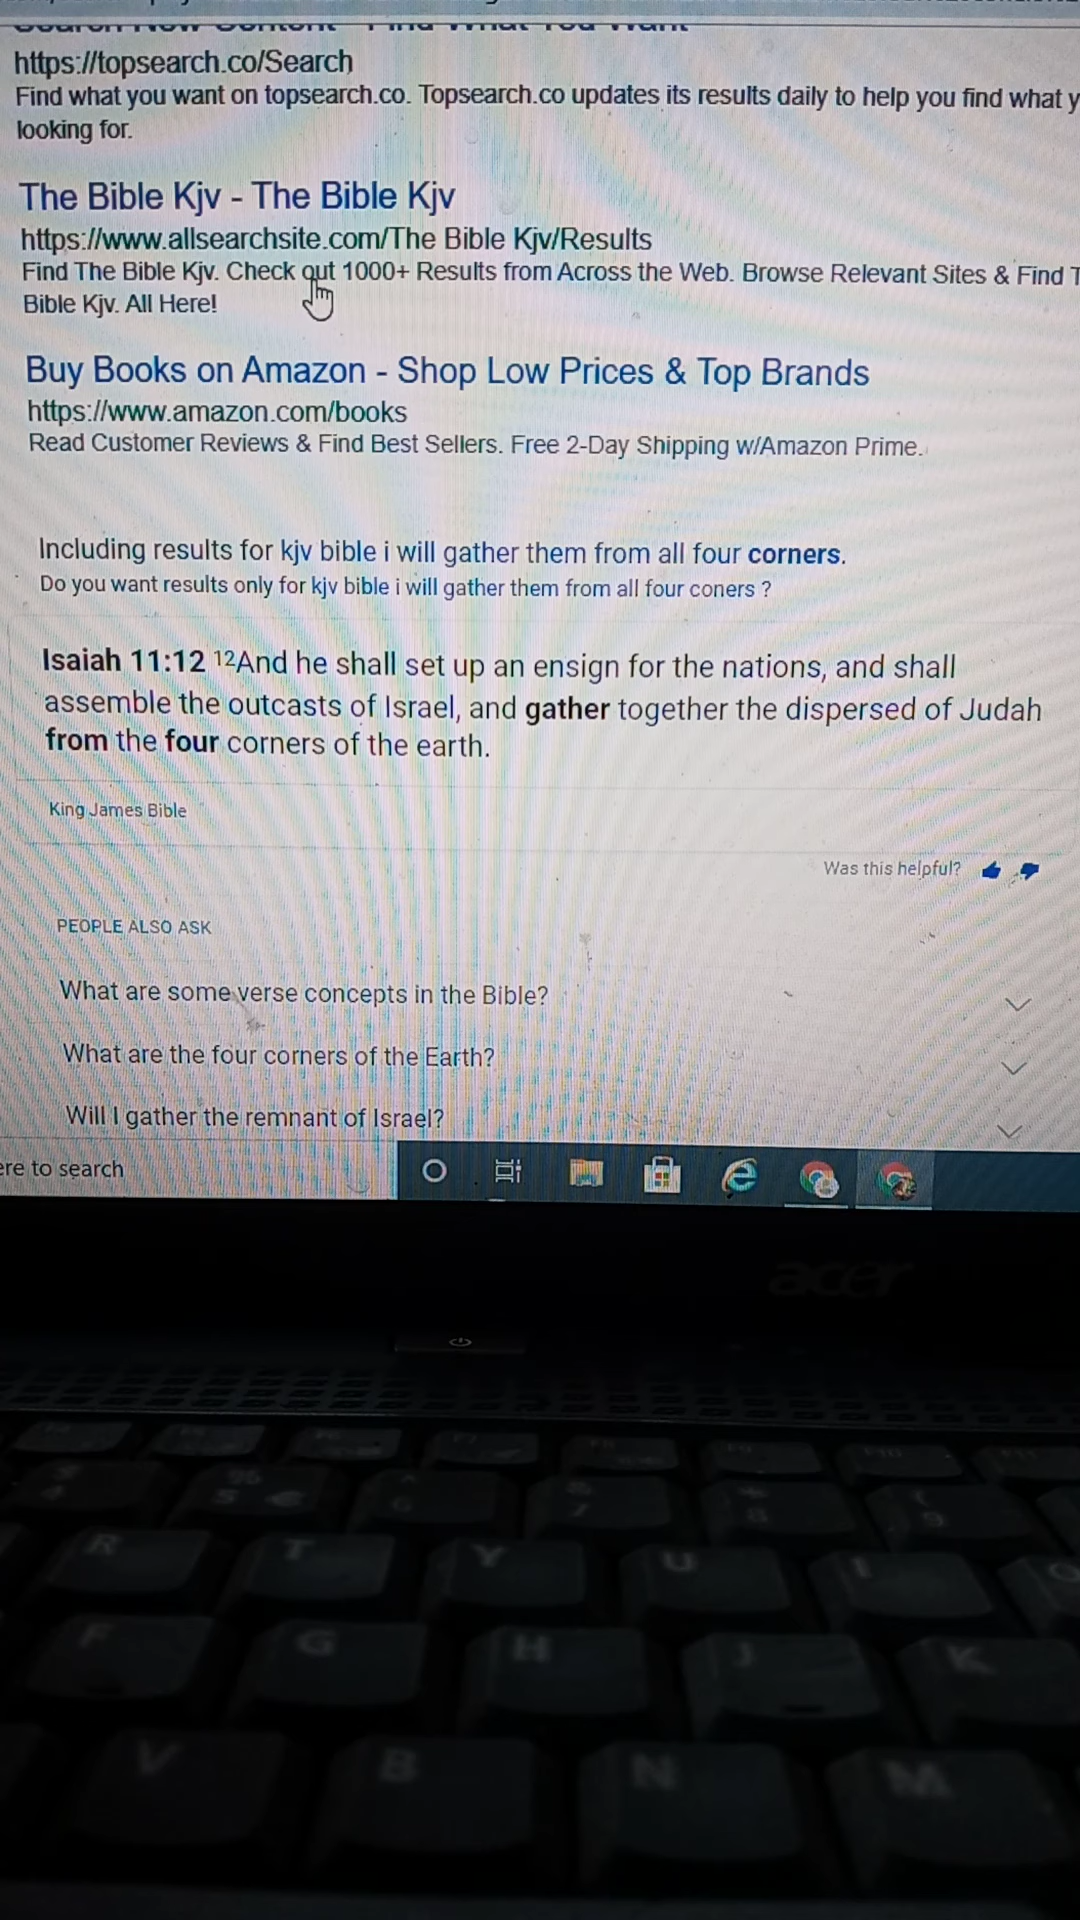 https://topsearch.co/Search
Find what you want on topsearch.co. Topsearch.co updates its results daily to help you find what y
looking for.
The Bible Kjv - The Bible Kjv
https://www.allsearchsite.com/The Bible Kjv/Results
Find The Bible Kjv. Check out 1000+ Results from Across the Web. Browse Relevant Sites & Find T
Bible Kjv. All Here!
Buy Books on Amazon - Shop Low Prices & Top Brands
https://www.amazon.com/books
Read Customer Reviews & Find Best Sellers. Free 2-Day Shipping w/Amazon Prime.
Including results for kjv bible i will gather them from all four corners.
Do you want results only for kjv bible i will gather them from all four coners ?
Isaiah 11:12 12And he shall set up an ensign for the nations, and shall
assemble the outcasts of Israel, and gather together the dispersed of Judah
from the four corners of the earth.
King James Bible
Was this helpful?
PEOPLE ALSO ASK
What are some verse concepts in the Bible?
What are the four corners of the Earth?
Will I gather the remnant of Israel?
ere to search
acer
R T Y U I O
F G H J K
V B N M